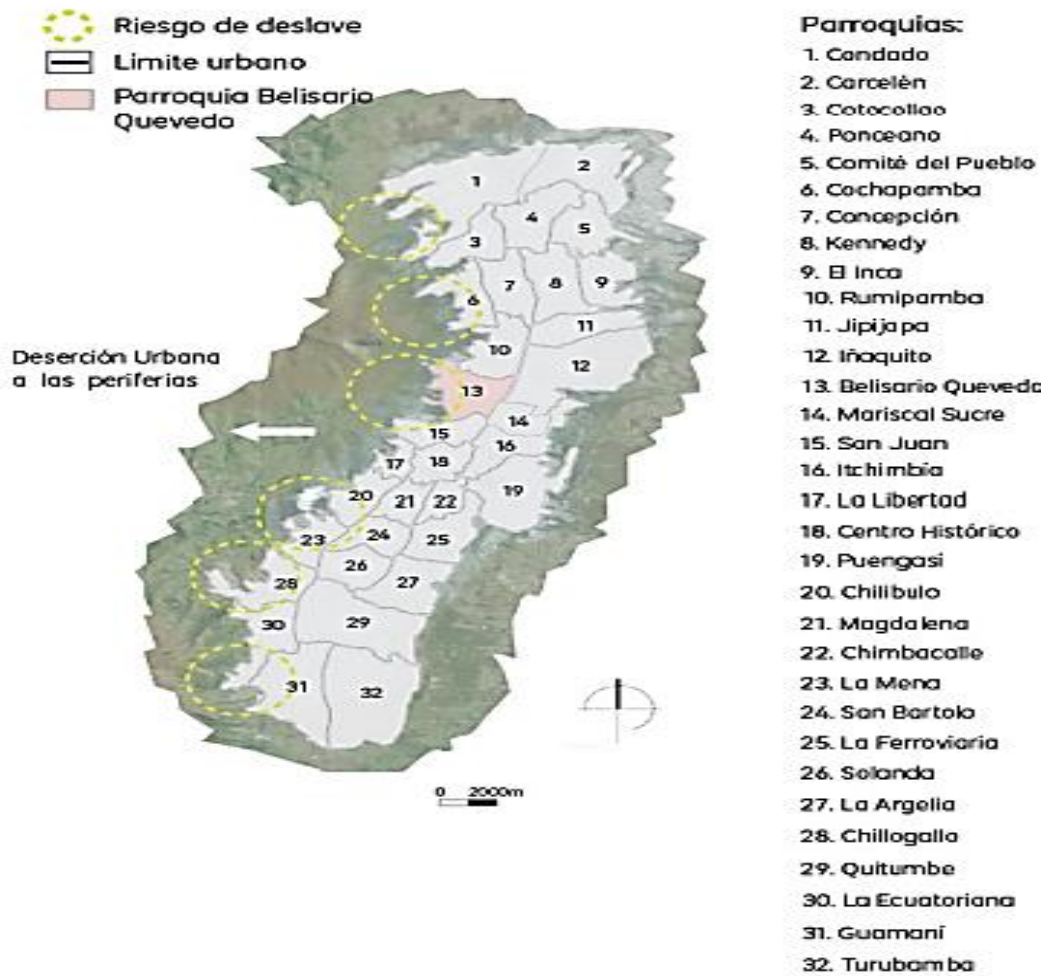 Riesgo de deslave
Limite urbano
Parroquia Belisario
Quevedo
Deserción Urbana
a las periferias
1
2
3
4
5
6
7
8
9
10
11
12
13
14
15
16
17
18
19
20
21
22
23
24
25
26
27
28
29
30
31
32
0 2000m
Parroquias:
1. Condado
2. Carcelén
3. Cotocollao
4. Ponceano
5. Comité del Pueblo
6. Cochapamba
7. Concepción
8. Kennedy
9. El Inca
10. Rumipamba
11. Jipijapa
12. Iñaquito
13. Belisario Quevedo
14. Mariscal Sucre
15. San Juan
16. Itchimbía
17. La Libertad
18. Centro Histórico
19. Puengasí
20. Chilibulo
21. Magdalena
22. Chimbacalle
23. La Mena
24. San Bartolo
25. La Ferroviaria
26. Solanda
27. La Argelia
28. Chillogallo
29. Quitumbe
30. La Ecuatoriana
31. Guamaní
32. Turubamba